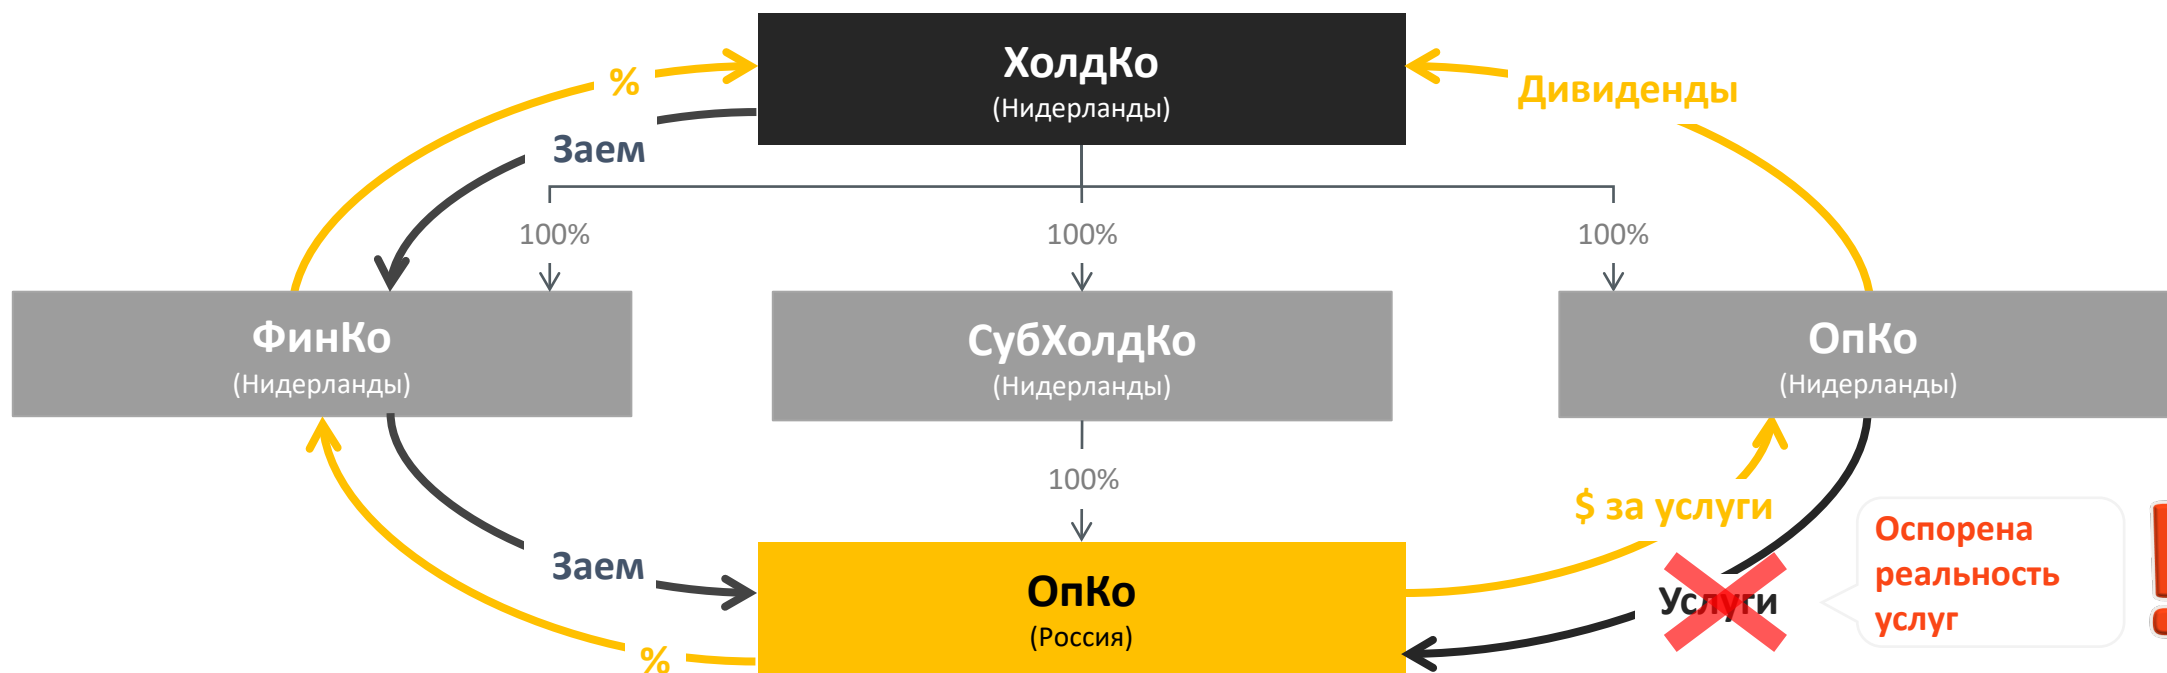 ХолдКо
(Нидерланды)
%
Заем
Дивиденды
100%
100%
100%
ФинКо
(Нидерланды)
СубХолдКо
(Нидерланды)
ОпКо
(Нидерланды)
100%
Заем
%
ОпКо
(Россия)
$ за услуги
Услуги
Оспорена
реальность
услуг